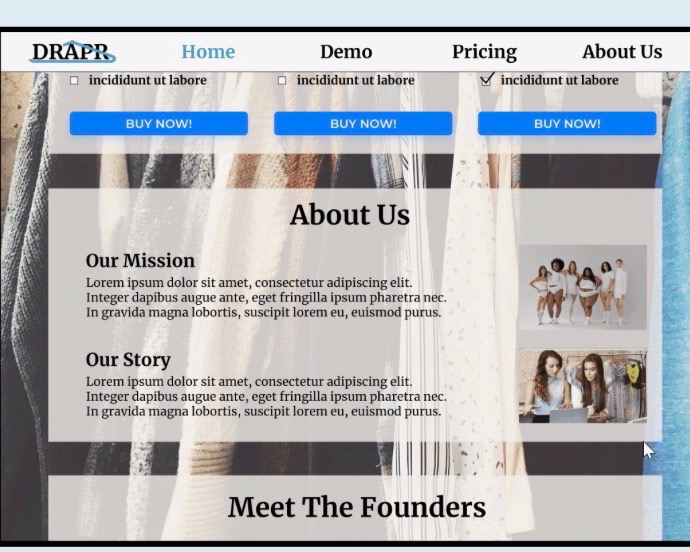 DRAPR Home Demo Pricing About Us
incididunt ut labore incididunt ut labore incididunt ut labore
BUY NOW! BUY NOW! BUY NOW!
About Us
Our Mission
Lorem ipsum dolor sit amet, consectetur adipiscing elit.
Integer dapibus augue ante, eget fringilla ipsum pharetra nec.
In gravida magna lobortis, suscipit lorem eu, euismod purus.
Our Story
Lorem ipsum dolor sit amet, consectetur adipiscing elit.
Integer dapibus augue ante, eget fringilla ipsum pharetra nec.
In gravida magna lobortis, suscipit lorem eu, euismod purus.
Meet The Founders